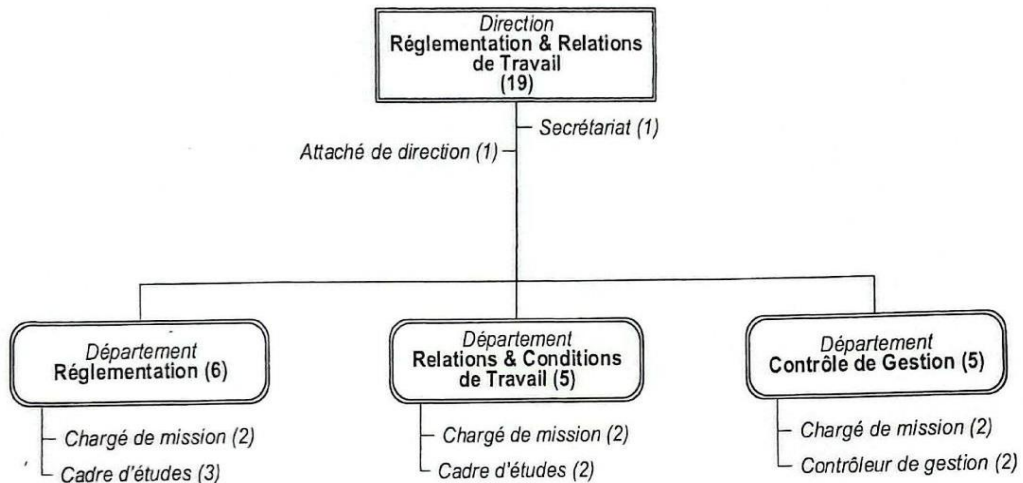 Direction
Réglementation & Relations
de Travail
(19)
Secrétariat (1)
Attaché de direction (1)
Département
Réglementation (6)
Chargé de mission (2)
Cadre d'études (3)
Département
Relations & Conditions
de Travail (5)
Chargé de mission (2)
Cadre d'études (2)
Département
Contrôle de Gestion (5)
Chargé de mission (2)
Contrôleur de gestion (2)